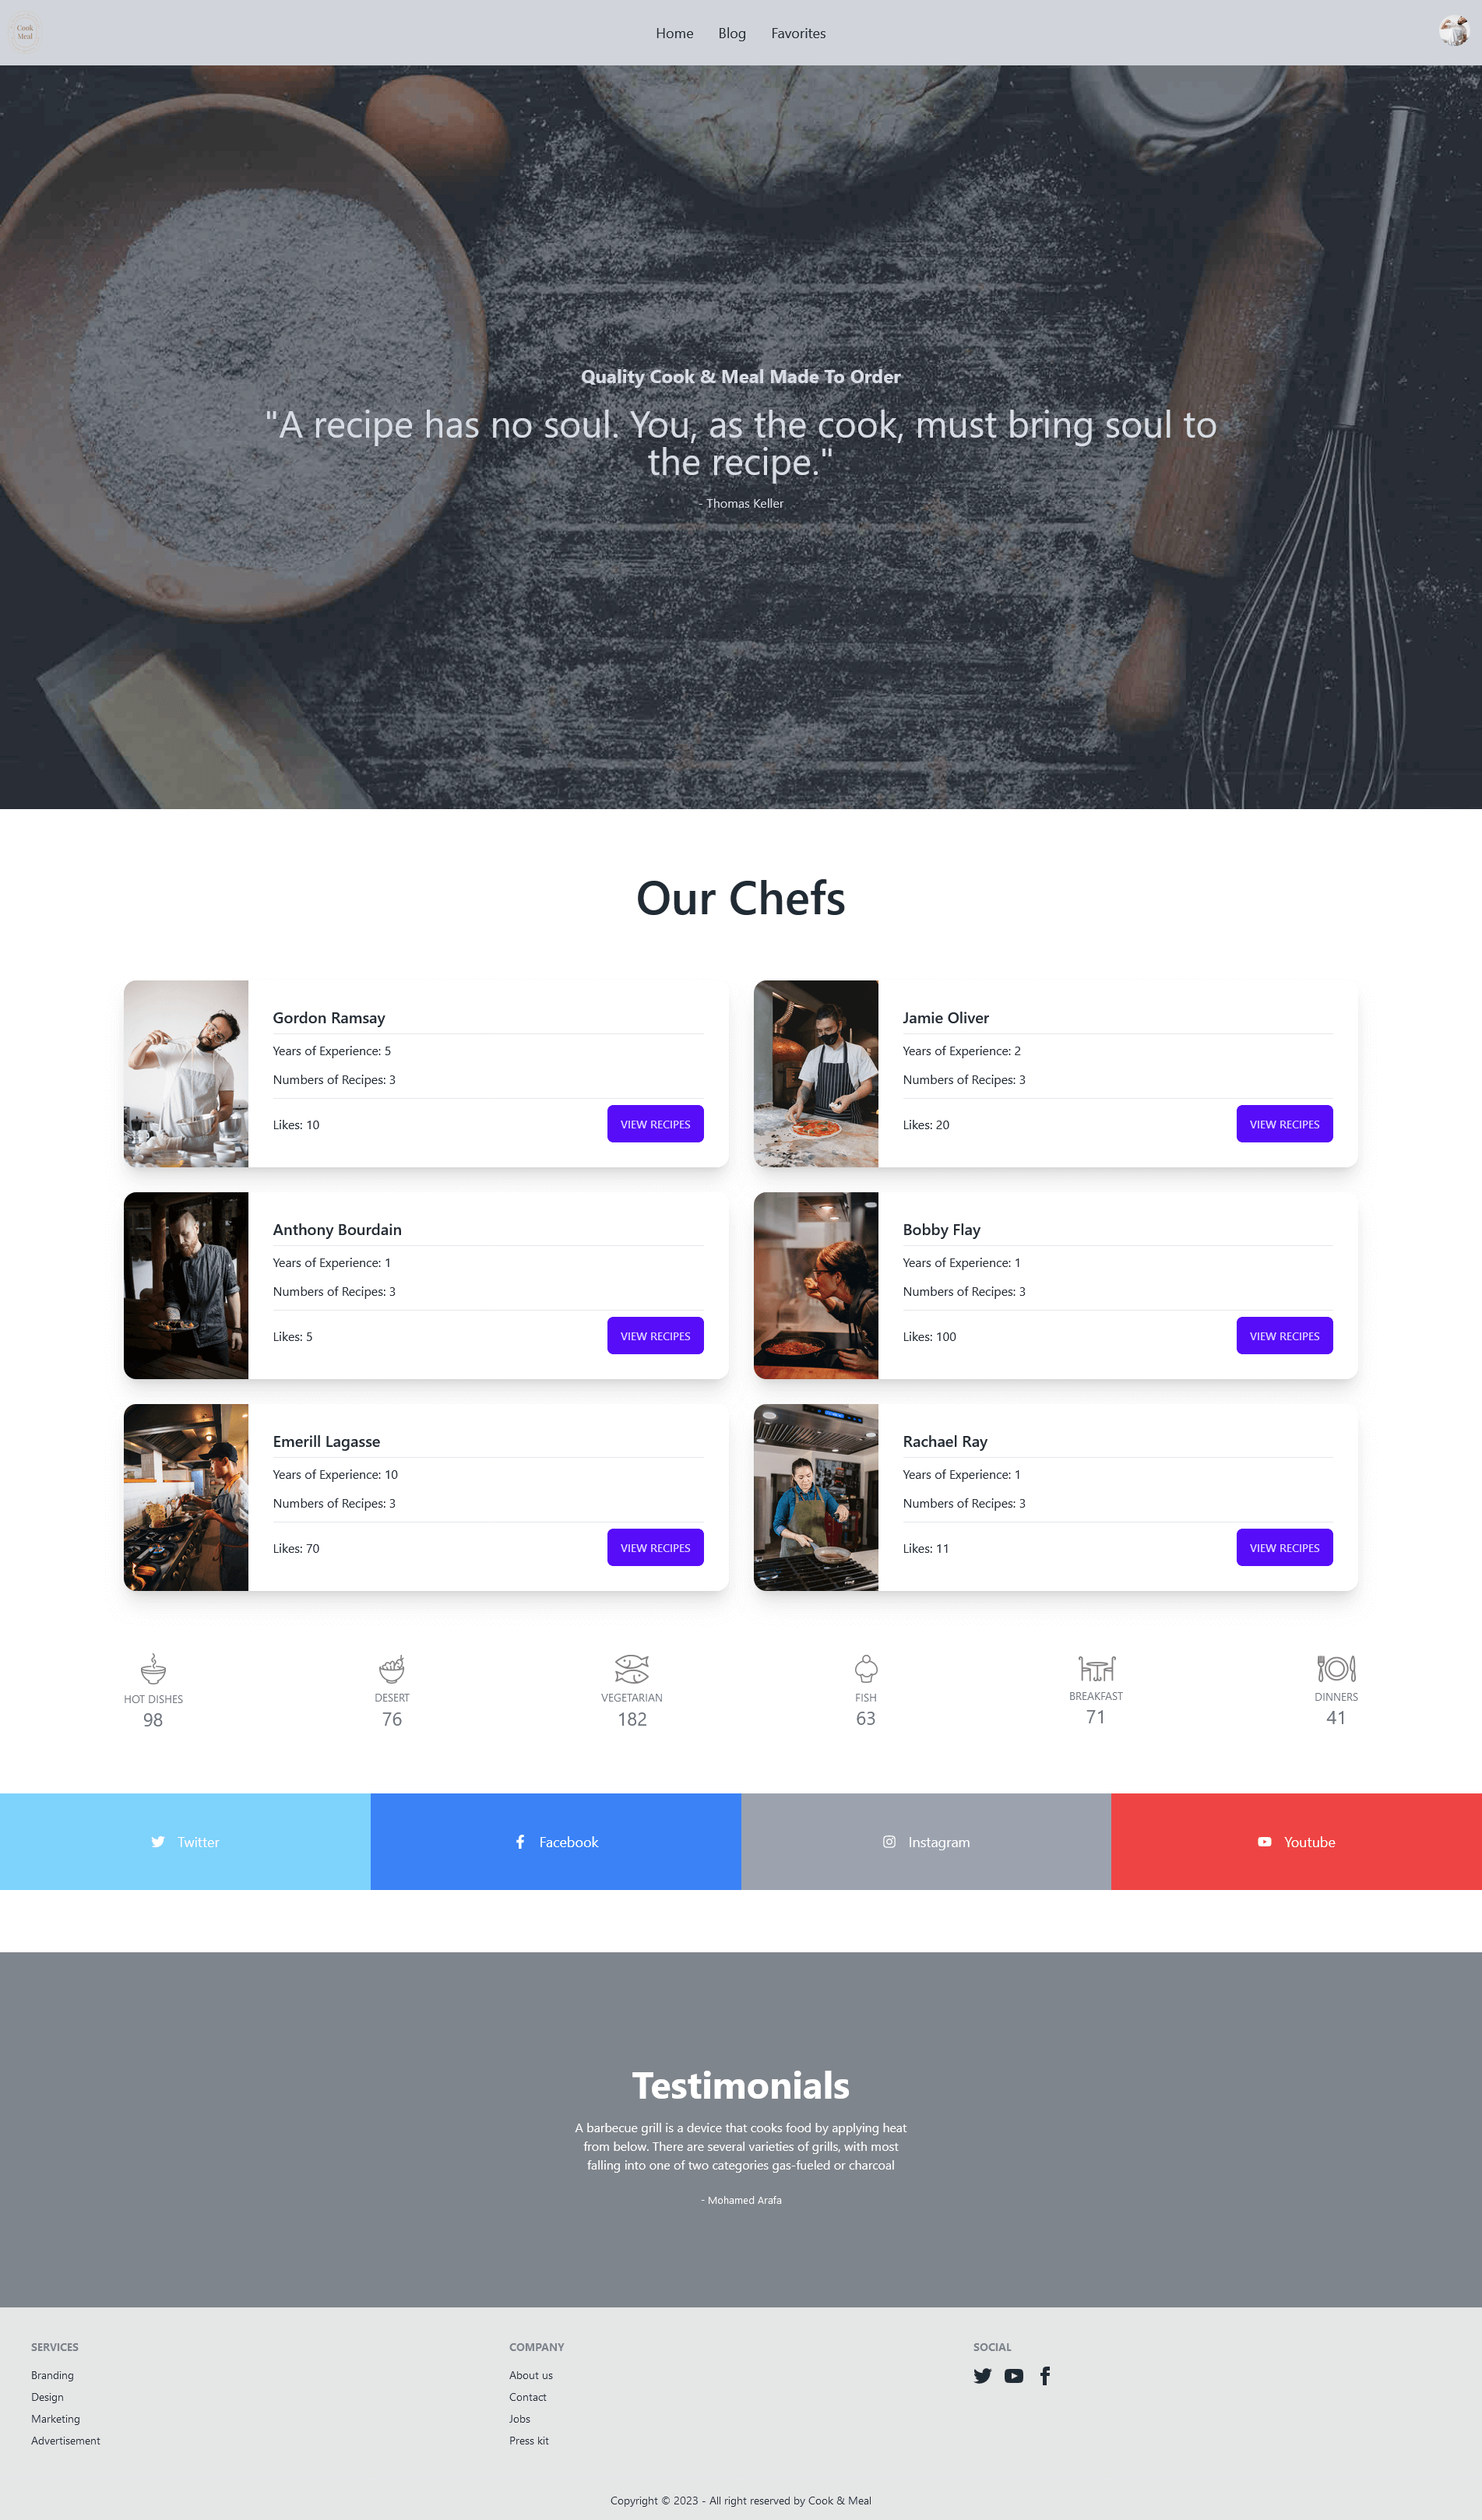 Cook
Meal
Home
Blog
Favorites
Quality Cook & Meal Made To Order
"A recipe has no soul. You, as the cook, must bring soul to
the recipe."
- Thomas Keller
Our Chefs
Gordon Ramsay
Years of Experience: 5
Numbers of Recipes: 3
Likes: 10
VIEW RECIPES
Jamie Oliver
Years of Experience: 2
Numbers of Recipes: 3
Likes: 20
VIEW RECIPES
Anthony Bourdain
Years of Experience: 1
Numbers of Recipes: 3
Likes: 5
VIEW RECIPES
Bobby Flay
Years of Experience: 1
Numbers of Recipes: 3
Likes: 100
VIEW RECIPES
Emerill Lagasse
Years of Experience: 10
Numbers of Recipes: 3
Likes: 70
VIEW RECIPES
Rachael Ray
Years of Experience: 1
Numbers of Recipes: 3
Likes: 11
VIEW RECIPES
HOT DISHES
98
DESERT
76
VEGETARIAN
182
FISH
63
BREAKFAST
71
DINNERS
41
Twitter
Facebook
Instagram
Youtube
Testimonials
A barbecue grill is a device that cooks food by applying heat
from below. There are several varieties of grills, with most
falling into one of two categories gas-fueled or charcoal
- Mohamed Arafa
SERVICES
Branding
Design
Marketing
Advertisement
COMPANY
About us
Contact
Jobs
Press kit
SOCIAL
Copyright © 2023 - All right reserved by Cook & Meal